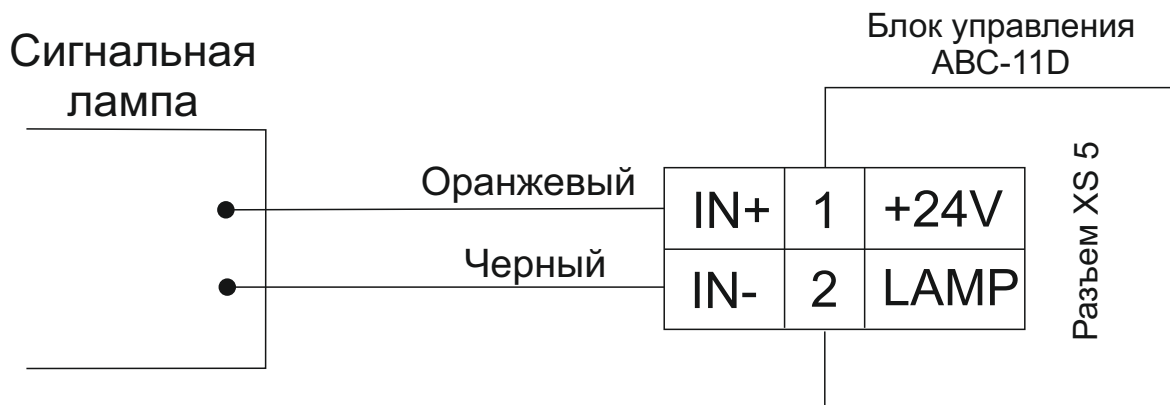 Сигнальная
лампа
Блок управления
ABC-11D
Оранжевый
IN+ 1 +24V
Черный
IN- 2 LAMP
Разъем XS 5